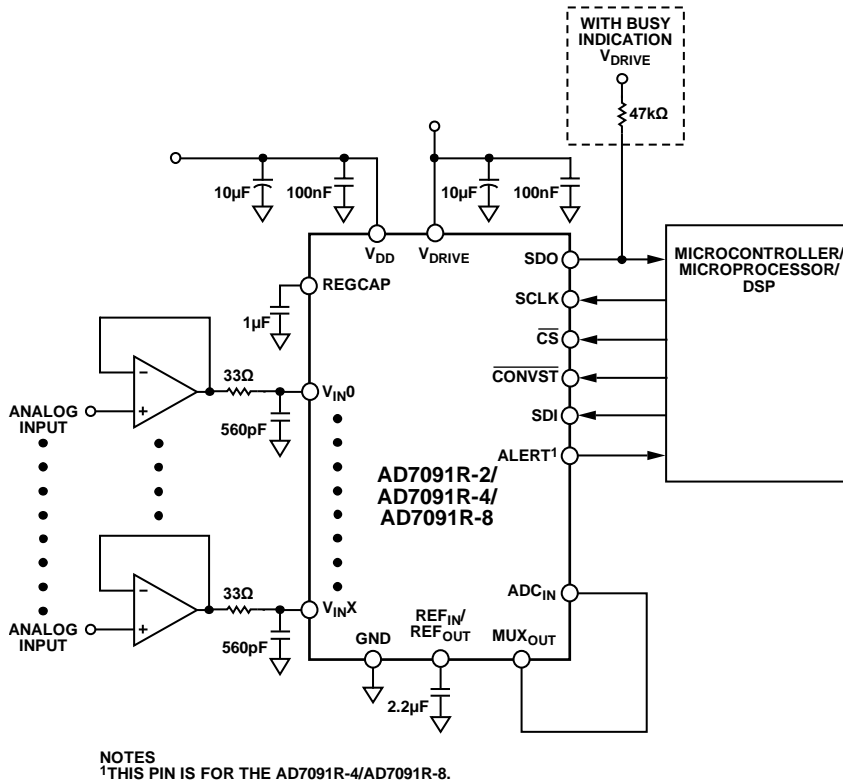 WITH BUSY
INDICATION
VDRIVE
47kΩ
10µF
100nF
10µF
100nF
VDD
VDRIVE
REGCAP
1µF
SDO
SCLK
CS
CONVST
SDI
ALERT1
MICROCONTROLLER/
MICROPROCESSOR/
DSP
33Ω
VIN0
560pF
ANALOG
INPUT
AD7091R-2/
AD7091R-4/
AD7091R-8
33Ω
VINX
560pF
ANALOG
INPUT
ADCIN
GND
REFIN/
REFOUT
MUXOUT
2.2µF
NOTES
1THIS PIN IS FOR THE AD7091R-4/AD7091R-8.